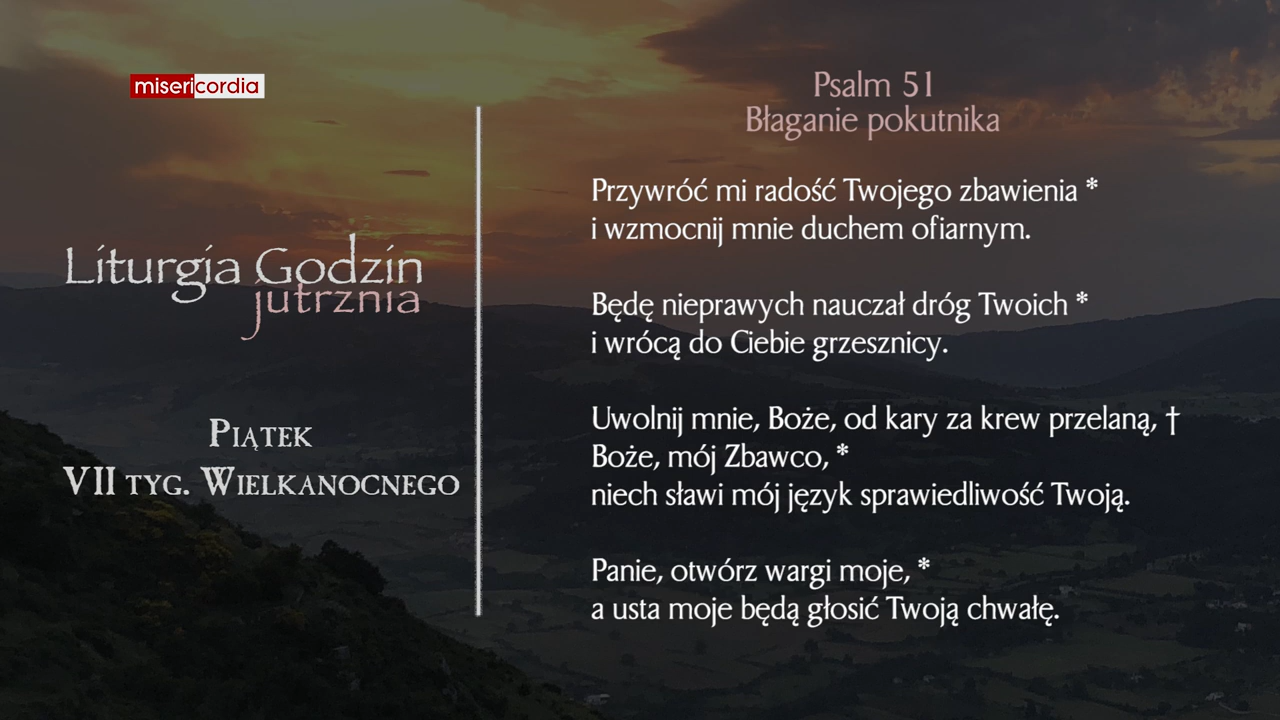 misericordia
Liturgia Godzin
jutrznia
Piątek
VII tyg. Wielkanocnego
Psalm 51
Błaganie pokutnika
Przywróć mi radość Twojego zbawienia *
i wzmocnij mnie duchem ofiarnym.
Będę nieprawych nauczał dróg Twoich *
i wrócą do Ciebie grzesznicy.
Uwolnij mnie, Boże, od kary za krew przelaną, †
Boże, mój Zbawco, *
niech sławi mój język sprawiedliwość Twoją.
Panie, otwórz wargi moje, *
a usta moje będą głosić Twoją chwałę.